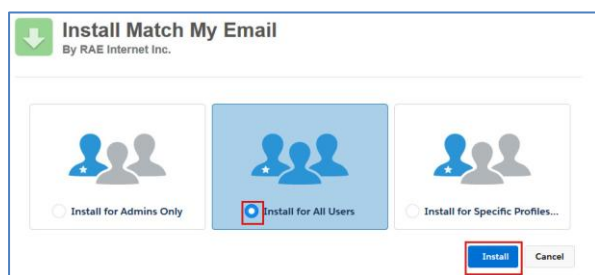 Install Match My Email
By RAE Internet Inc.
Install for Admins Only
Install for All Users
Install for Specific Profiles...
Install
Cancel